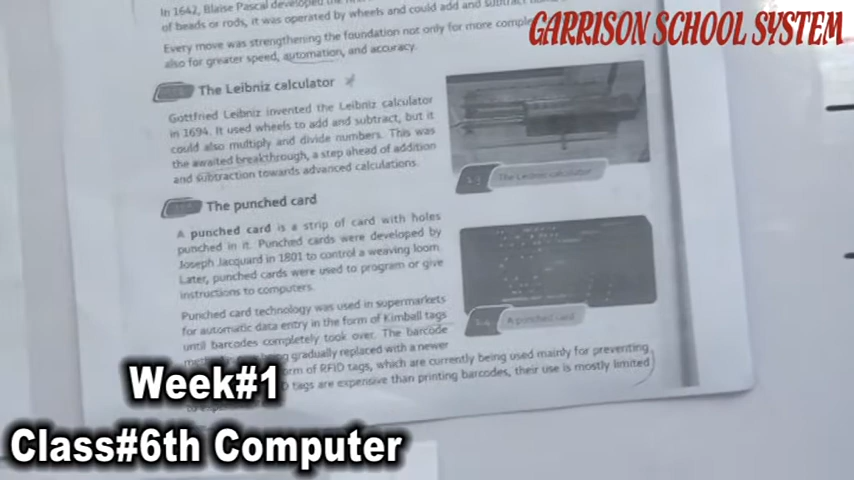 GARRISON SCHOOL SYSTEM
In 1642, Blaise Pascal developed the
of beads or rods, it was operated by wheels and could add and subtract
Every move was strengthening the foundation not only for more
also for greater speed, automation, and accuracy.
The Leibniz calculator
Gottfried Leibniz invented the Leibniz calculator
in 1694. It used wheels to add and subtract, but it
could also multiply and divide numbers. This was
the awaited breakthrough, a step ahead of addition
and subtraction towards advanced calculations.
The Leibniz calculator
The punched card
A punched card is a strip of card with holes
punched in it. Punched cards were developed by
Joseph Jacquard in 1801 to control a weaving loom.
Later, punched cards were used to program or give
instructions to computers.
A punched card
Punched card technology was used in supermarkets
for automatic data entry in the form of Kimball tags
until barcodes completely took over. The barcode
being gradually replaced with a newer
form of RFID tags, which are currently being used mainly for preventing
tags are expensive than printing barcodes, their use is mostly limited
Week#1
Class#6th Computer